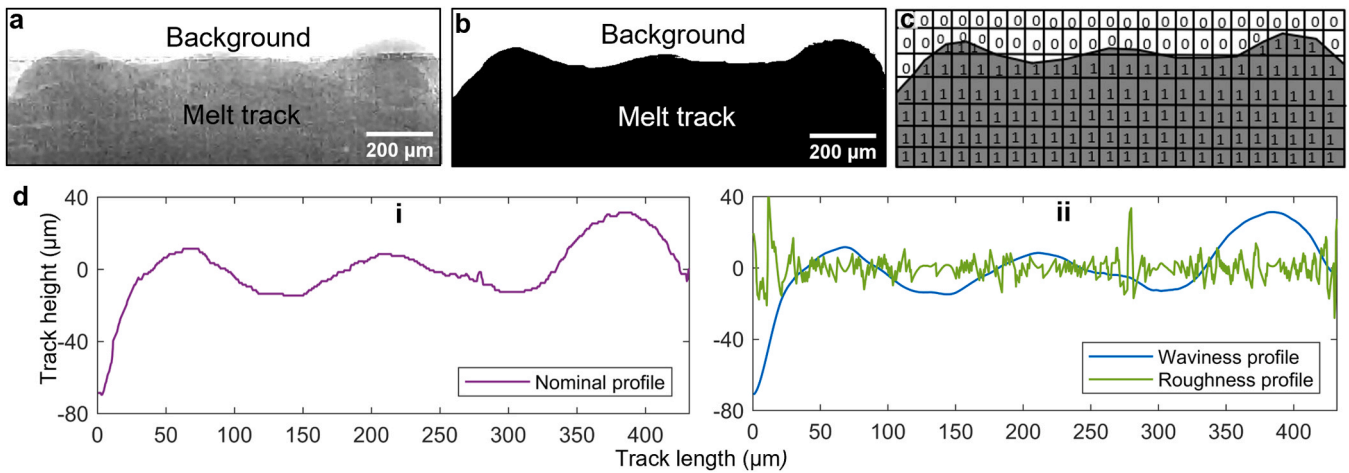 a
Background
Melt track
200 µm
b
Background
Melt track
200 µm
c
d
i
Track height (µm)
40
0
-40
-80
Nominal profile
0 50 100 150 200 250 300 350 400
ii
40
0
-40
-80
Waviness profile
Roughness profile
0 50 100 150 200 250 300 350 400
Track length (µm)